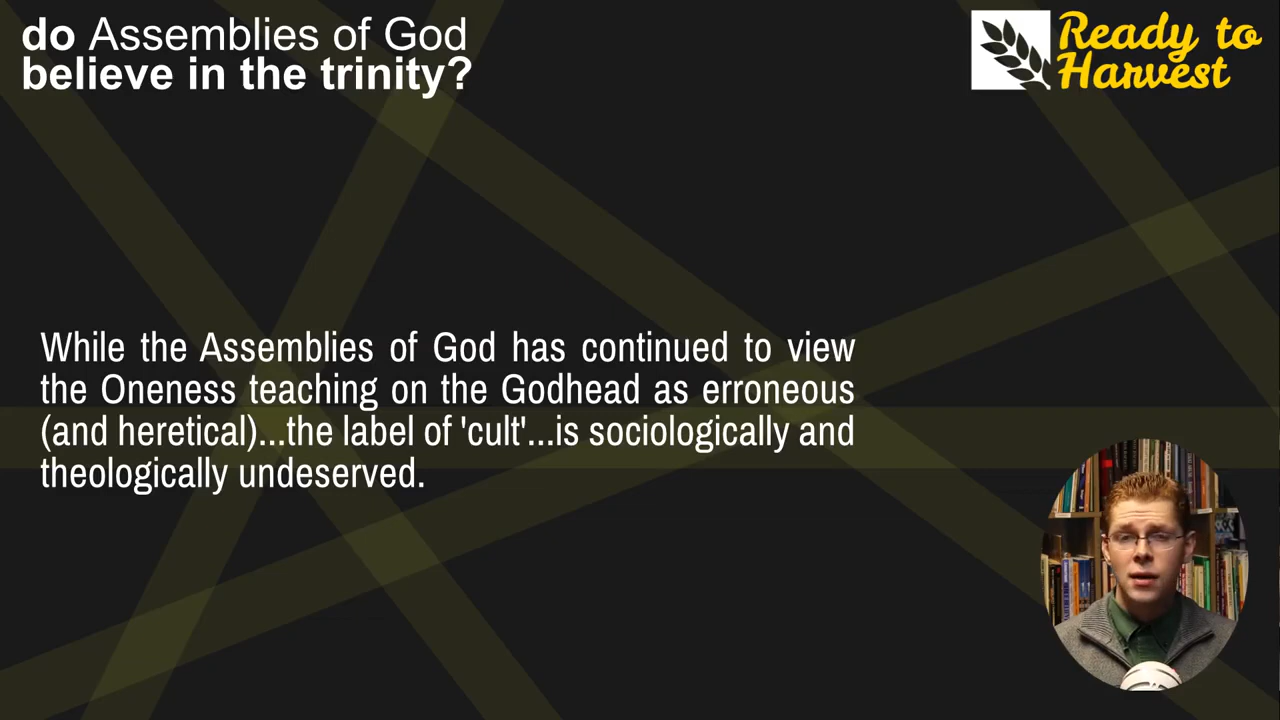 do Assemblies of God
believe in the trinity?
Ready to
Harvest
While the Assemblies of God has continued to view
the Oneness teaching on the Godhead as erroneous
(and heretical)...the label of 'cult'...is sociologically and
theologically undeserved.